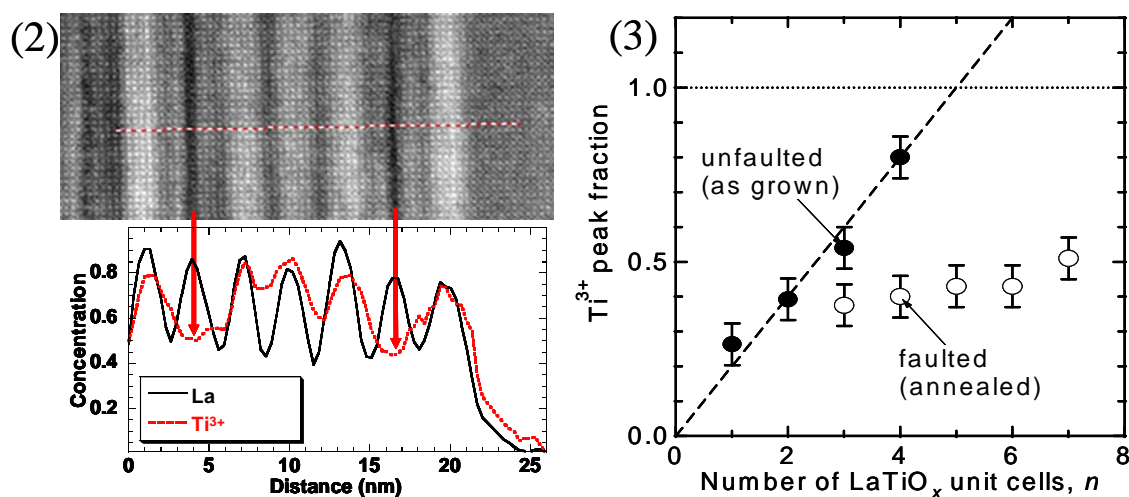 (2)
Concentration
0.8
0.6
0.4
0.2
La
Ti³⁺
0 5 10 15 20 25
Distance (nm)
(3)
Ti³⁺ peak fraction
1.0
0.5
0.0
unfaulted
(as grown)
faulted
(annealed)
0 2 4 6 8
Number of LaTiOₓ unit cells, n